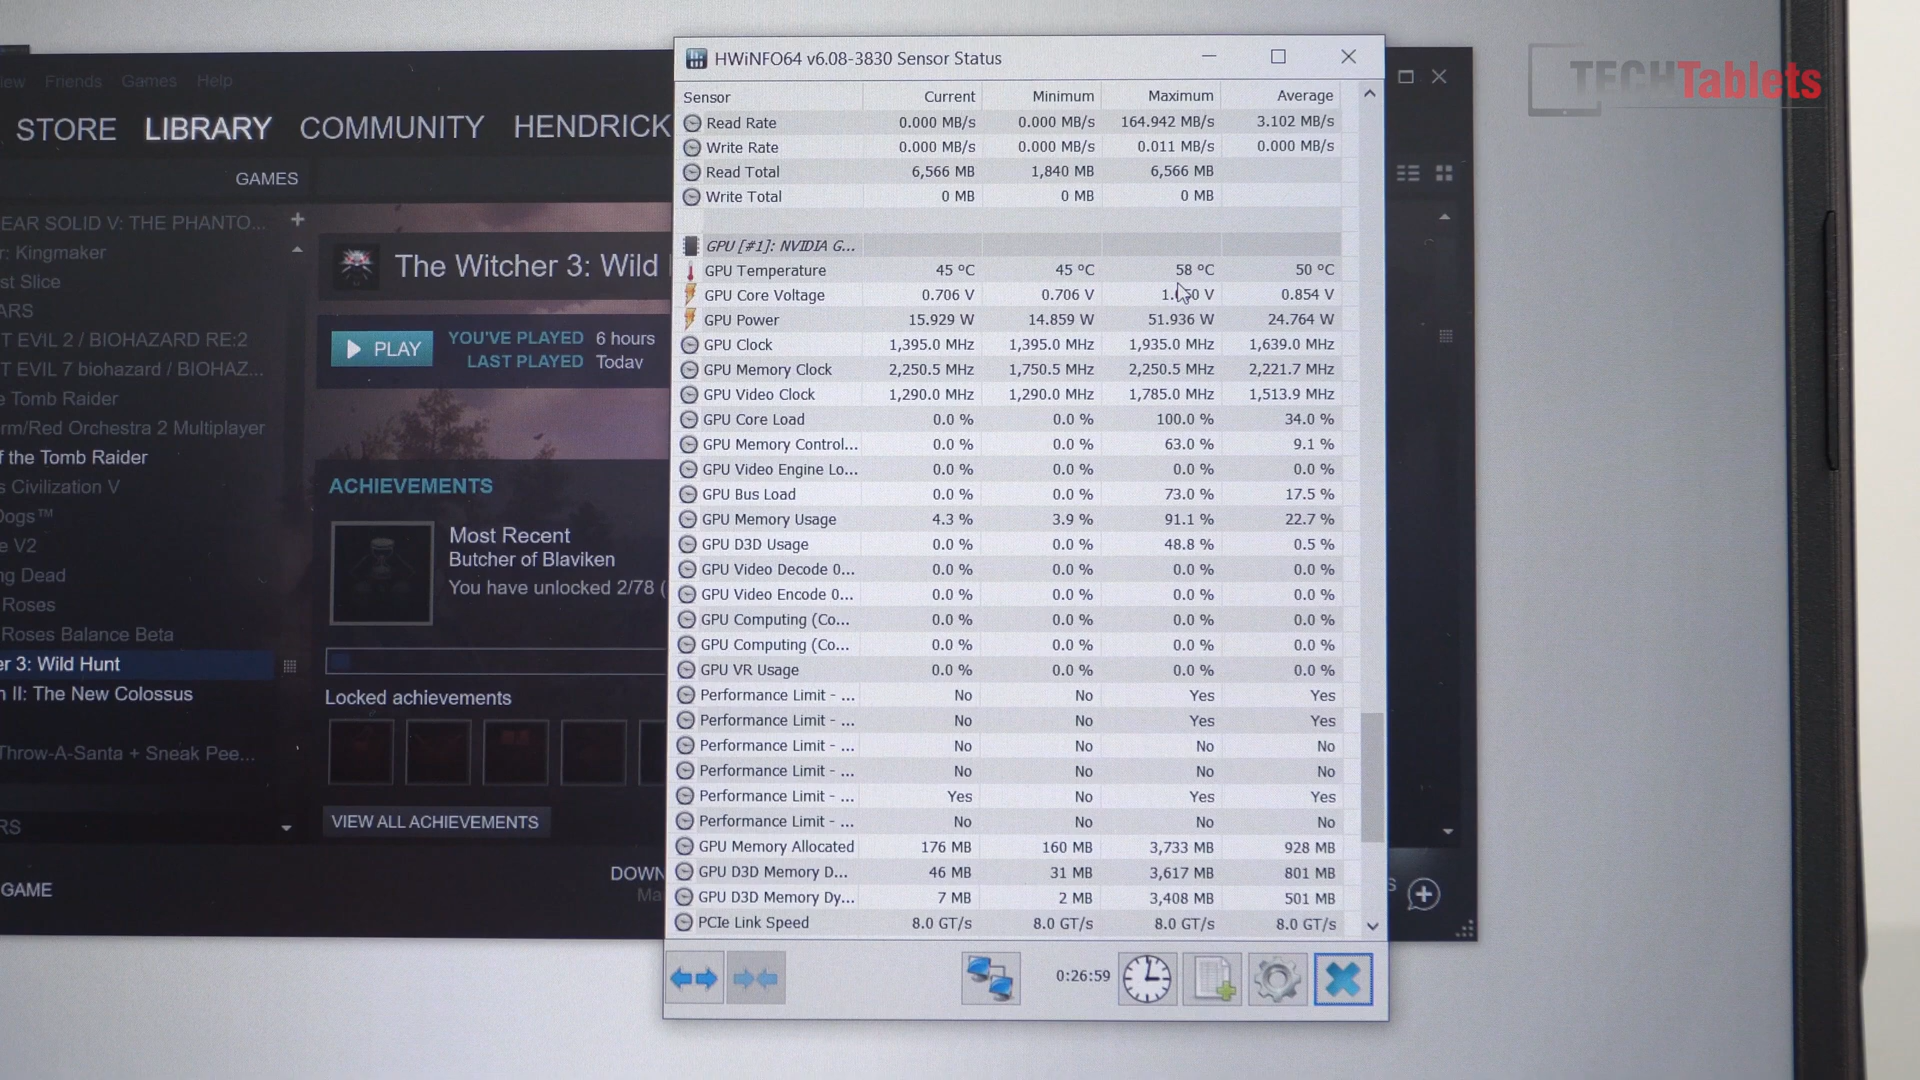 TECHTablets
HWiNFO64 v6.08-3830 Sensor Status
Friends Games Help
STORE LIBRARY COMMUNITY HENDRICK
GAMES
EAR SOLID V: THE PHANTO...
r: Kingmaker
st Slice
ARS
T EVIL 2 / BIOHAZARD RE:2
T EVIL 7 biohazard / BIOHAZ...
e Tomb Raider
rm/Red Orchestra 2 Multiplayer
f the Tomb Raider
s Civilization V
Dogs™
e V2
ng Dead
Roses
Roses Balance Beta
er 3: Wild Hunt
n II: The New Colossus
Throw-A-Santa + Sneak Pee...
RS
GAME
The Witcher 3: Wild
PLAY
YOU'VE PLAYED 6 hours
LAST PLAYED Today
ACHIEVEMENTS
Most Recent
Butcher of Blaviken
You have unlocked 2/78 (
Locked achievements
VIEW ALL ACHIEVEMENTS
DOWN
Ma
Sensor Current Minimum Maximum Average
Read Rate 0.000 MB/s 0.000 MB/s 164.942 MB/s 3.102 MB/s
Write Rate 0.000 MB/s 0.000 MB/s 0.011 MB/s 0.000 MB/s
Read Total 6,566 MB 1,840 MB 6,566 MB
Write Total 0 MB 0 MB 0 MB
GPU [#1]: NVIDIA G...
GPU Temperature 45 °C 45 °C 58 °C 50 °C
GPU Core Voltage 0.706 V 0.706 V V 0.854 V
GPU Power 15.929 W 14.859 W 51.936 W 24.764 W
GPU Clock 1,395.0 MHz 1,395.0 MHz 1,935.0 MHz 1,639.0 MHz
GPU Memory Clock 2,250.5 MHz 1,750.5 MHz 2,250.5 MHz 2,221.7 MHz
GPU Video Clock 1,290.0 MHz 1,290.0 MHz 1,785.0 MHz 1,513.9 MHz
GPU Core Load 0.0 % 0.0 % 100.0 % 34.0 %
GPU Memory Control... 0.0 % 0.0 % 63.0 % 9.1 %
GPU Video Engine Lo... 0.0 % 0.0 % 0.0 % 0.0 %
GPU Bus Load 0.0 % 0.0 % 73.0 % 17.5 %
GPU Memory Usage 4.3 % 3.9 % 91.1 % 22.7 %
GPU D3D Usage 0.0 % 0.0 % 48.8 % 0.5 %
GPU Video Decode 0... 0.0 % 0.0 % 0.0 % 0.0 %
GPU Video Encode 0... 0.0 % 0.0 % 0.0 % 0.0 %
GPU Computing (Co... 0.0 % 0.0 % 0.0 % 0.0 %
GPU Computing (Co... 0.0 % 0.0 % 0.0 % 0.0 %
GPU VR Usage 0.0 % 0.0 % 0.0 % 0.0 %
Performance Limit - ... No No Yes Yes
Performance Limit - ... No No Yes Yes
Performance Limit - ... No No No No
Performance Limit - ... No No No No
Performance Limit - ... Yes No Yes Yes
Performance Limit - ... No No No No
GPU Memory Allocated 176 MB 160 MB 3,733 MB 928 MB
GPU D3D Memory D... 46 MB 31 MB 3,617 MB 801 MB
GPU D3D Memory Dy... 7 MB 2 MB 3,408 MB 501 MB
PCIe Link Speed 8.0 GT/s 8.0 GT/s 8.0 GT/s 8.0 GT/s
0:26:59